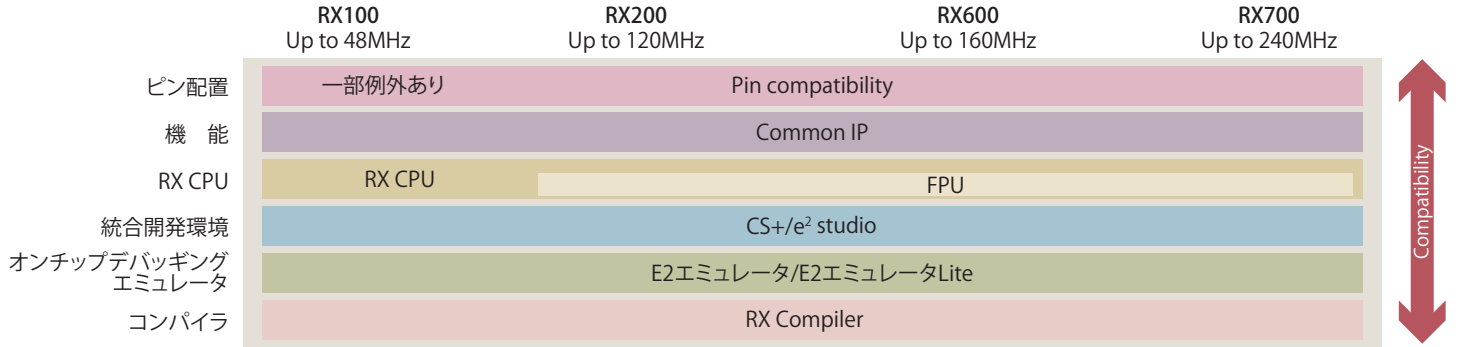 RX100 RX200 RX600 RX700
Up to 48MHz Up to 120MHz Up to 160MHz Up to 240MHz
ピン配置 一部例外あり Pin compatibility
機　能 Common IP
RX CPU RX CPU FPU
統合開発環境 CS+/e² studio
オンチップデバッギング
エミュレータ E2エミュレータ/E2エミュレータLite
コンパイラ RX Compiler
Compatibility